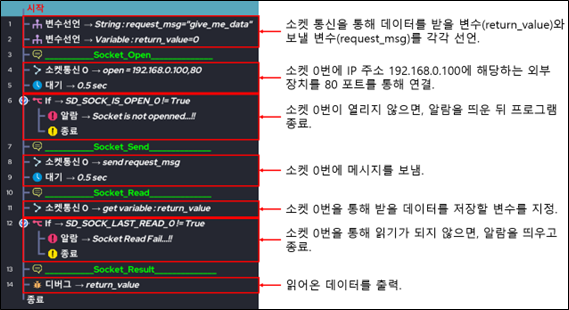 시작
1 변수선언 → String : request_msg="give_me_data"
2 변수선언 → Variable : return_value=0
3 __________Socket_Open__________
4 소켓통신 0 → open = 192.168.0.100,80
5 대기 → 0.5 sec
6 If → SD_SOCK_IS_OPEN_0 != True
알람 → Socket is not openned...!!
종료
7 __________Socket_Send__________
8 소켓통신 0 → send request_msg
9 대기 → 0.5 sec
10 __________Socket_Read__________
11 소켓통신 0 → get variable : return_value
12 If → SD_SOCK_LAST_READ_0 != True
알람 → Socket Read Fail...!!
종료
13 __________Socket_Result__________
14 디버그 → return_value
종료
소켓 통신을 통해 데이터를 받을 변수(return_value)와
보낼 변수(request_msg)를 각각 선언.
소켓 0번에 IP 주소 192.168.0.100에 해당하는 외부
장치를 80 포트를 통해 연결.
소켓 0번이 열리지 않으면, 알람을 띄운 뒤 프로그램
종료.
소켓 0번에 메시지를 보냄.
소켓 0번을 통해 받을 데이터를 저장할 변수를 지정.
소켓 0번을 통해 읽기가 되지 않으면, 알람을 띄우고
종료.
읽어온 데이터를 출력.